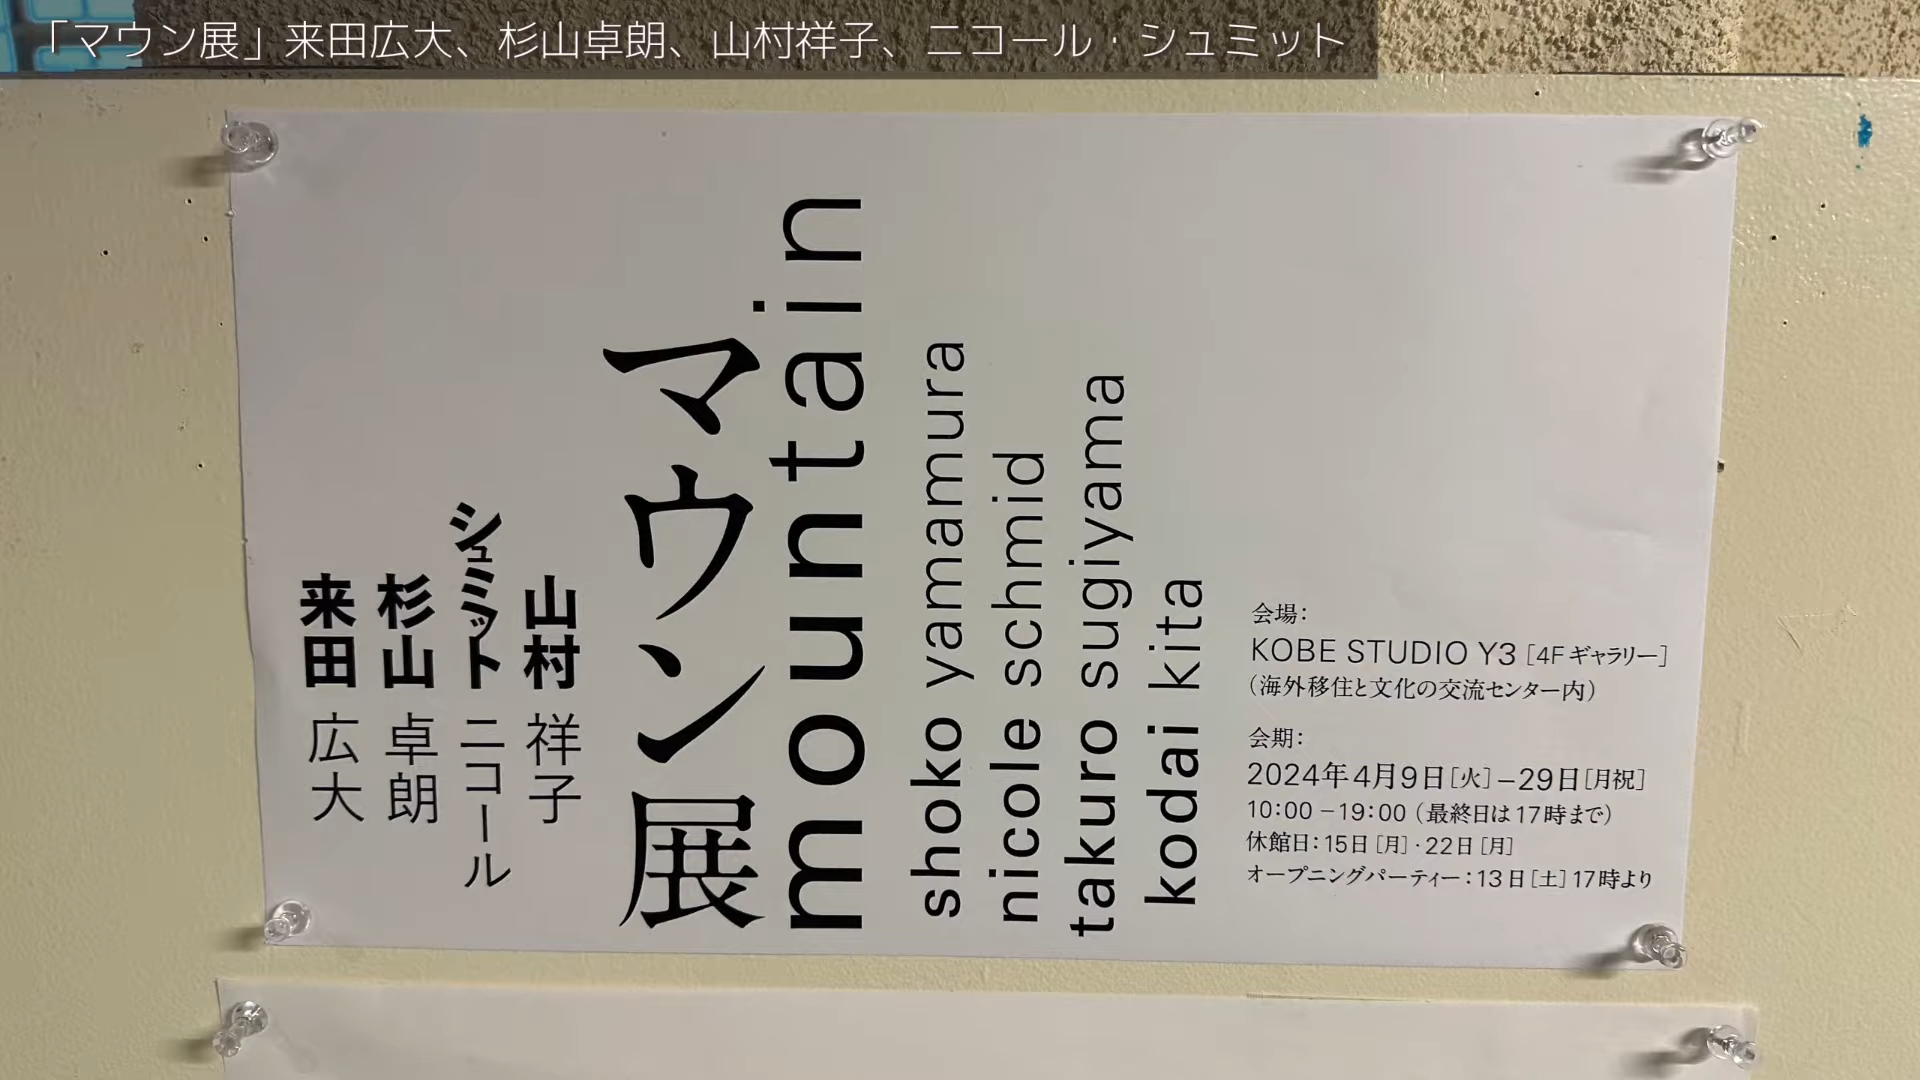 「マウン展」来田広大、杉山卓朗、山村祥子、ニコール・シュミット
来田 広大
杉山 卓朗
シュミット ニコール
山村 祥子
マウン展
mountain
shoko yamamura
nicole schmid
takuro sugiyama
kodai kita
会場：
KOBE STUDIO Y3［4F ギャラリー］
（海外移住と文化の交流センター内）
会期：
2024年4月9日［火］–29日［月祝］
10:00 – 19:00（最終日は17時まで）
休館日：15日［月］・22日［月］
オープニングパーティー：13日［土］17時より